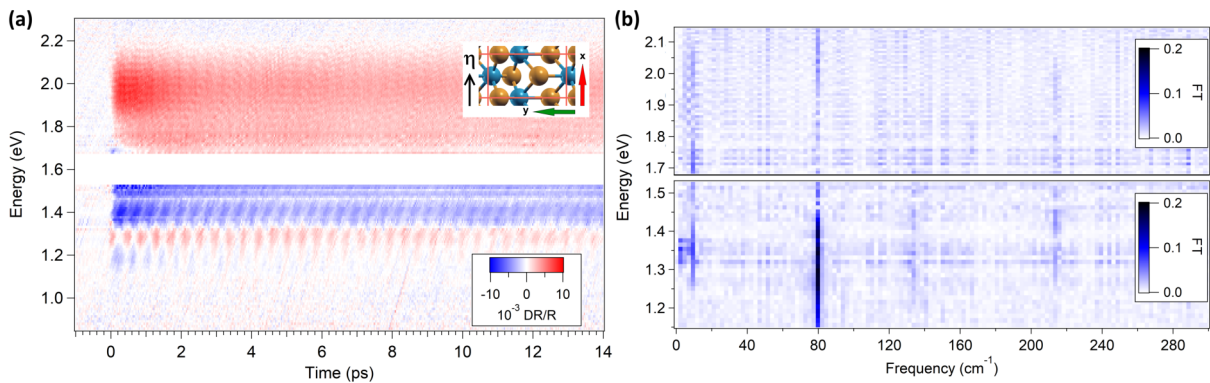 (a)
2.2
2.0
1.8
1.6
1.4
1.2
1.0
Energy (eV)
η
x
y
-10 0 10
10-3 DR/R
0 2 4 6 8 10 12 14
Time (ps)
(b)
2.1
2.0
1.9
1.8
1.7
1.5
1.4
1.3
1.2
Energy (eV)
0.2
0.1
0.0
FT
0.2
0.1
0.0
FT
0 40 80 120 160 200 240 280
Frequency (cm-1)